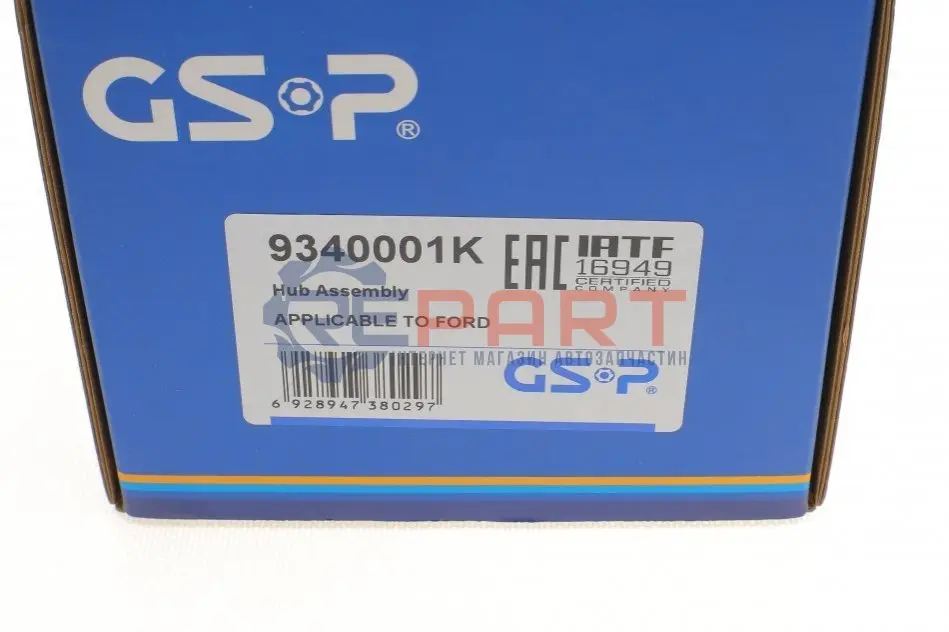 GSP®
9340001K
EAC
IATF
16949
CERTIFIED
COMPANY
Hub Assembly
APPLICABLE TO FORD
REPART
ИНТЕРНЕТ МАГАЗИН АВТОЗАПЧАСТИН
GSP®
6 928947 380297